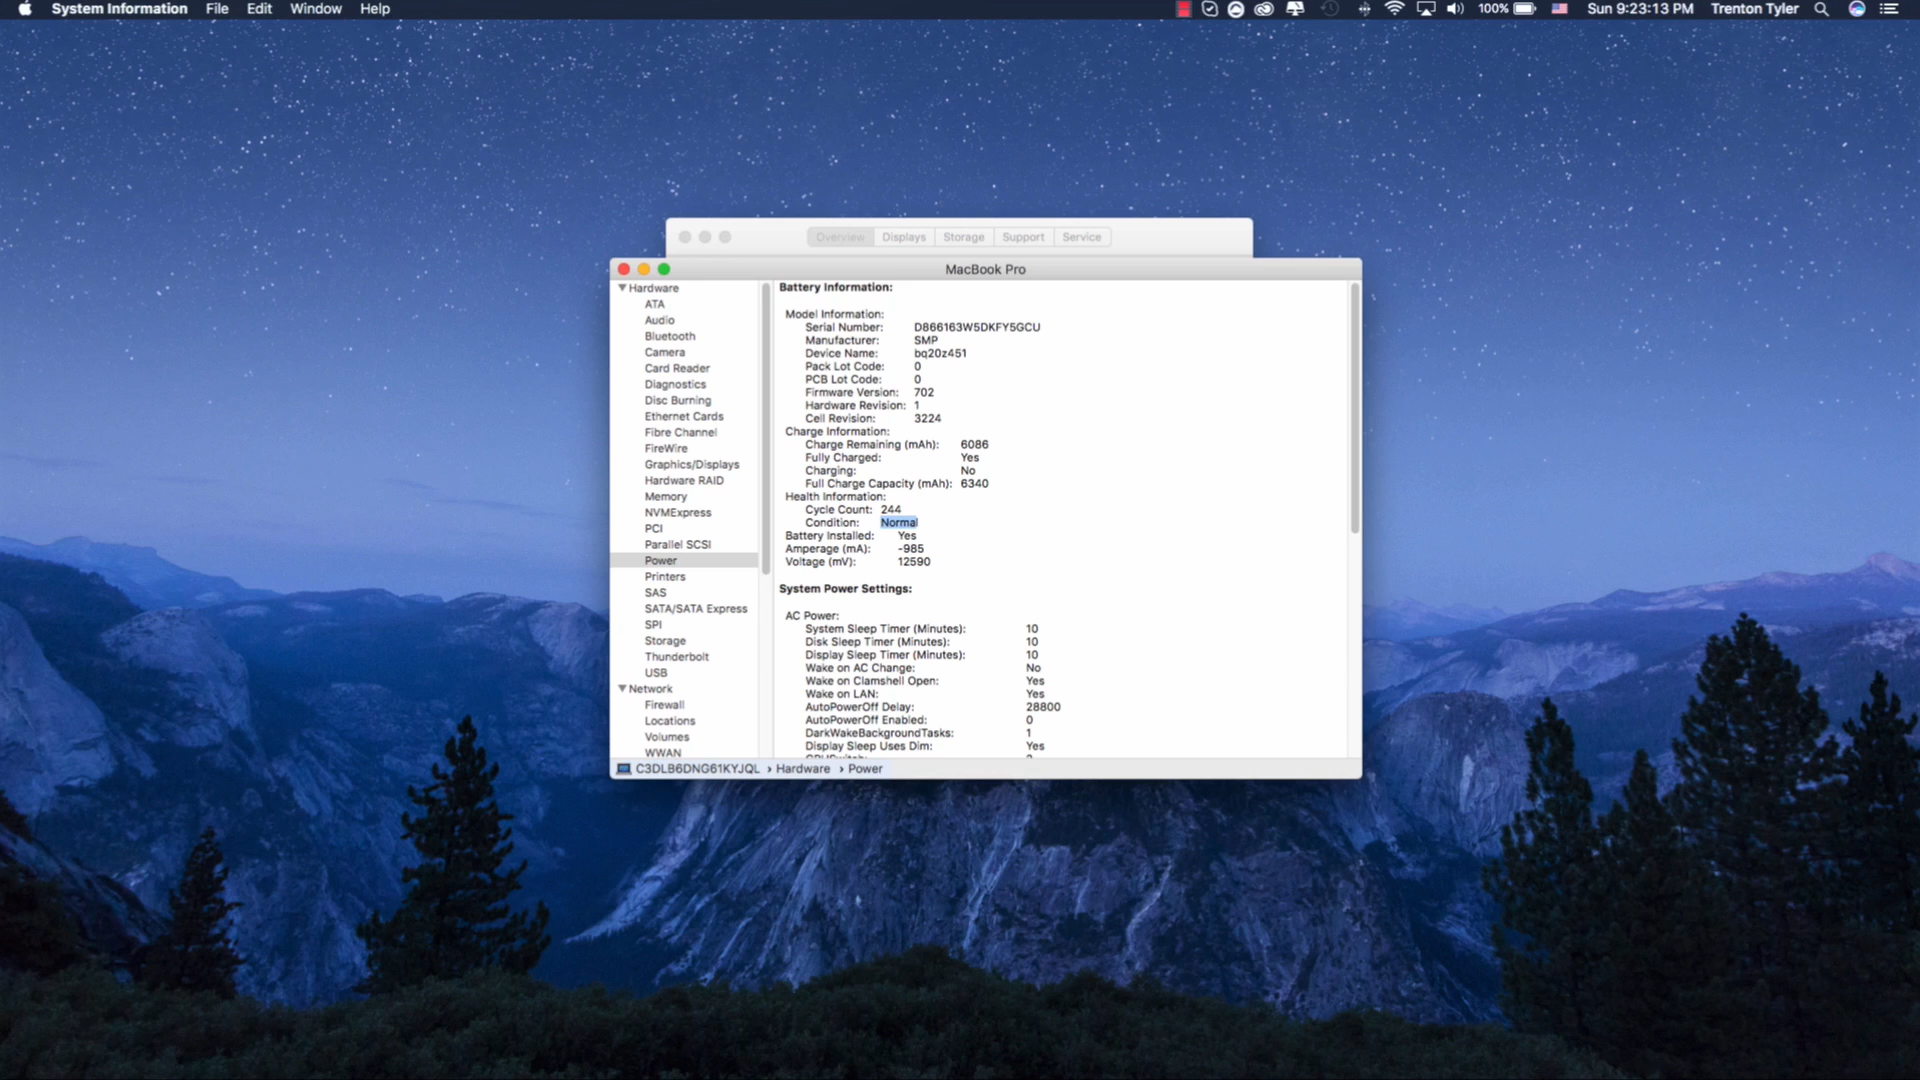 System Information File Edit Window Help 100% Sun 9:23:13 PM Trenton Tyler
Overview Displays Storage Support Service
MacBook Pro
Hardware
ATA
Audio
Bluetooth
Camera
Card Reader
Diagnostics
Disc Burning
Ethernet Cards
Fibre Channel
FireWire
Graphics/Displays
Hardware RAID
Memory
NVMExpress
PCI
Parallel SCSI
Power
Printers
SAS
SATA/SATA Express
SPI
Storage
Thunderbolt
USB
Network
Firewall
Locations
Volumes
WWAN
Battery Information:
Model Information:
Serial Number: D866163W5DKFY5GCU
Manufacturer: SMP
Device Name: bq20z451
Pack Lot Code: 0
PCB Lot Code: 0
Firmware Version: 702
Hardware Revision: 1
Cell Revision: 3224
Charge Information:
Charge Remaining (mAh): 6086
Fully Charged: Yes
Charging: No
Full Charge Capacity (mAh): 6340
Health Information:
Cycle Count: 244
Condition: Normal
Battery Installed: Yes
Amperage (mA): -985
Voltage (mV): 12590
System Power Settings:
AC Power:
System Sleep Timer (Minutes): 10
Disk Sleep Timer (Minutes): 10
Display Sleep Timer (Minutes): 10
Wake on AC Change: No
Wake on Clamshell Open: Yes
Wake on LAN: Yes
AutoPowerOff Delay: 28800
AutoPowerOff Enabled: 0
DarkWakeBackgroundTasks: 1
Display Sleep Uses Dim: Yes
C3DLB6DNG61KYJQL › Hardware › Power